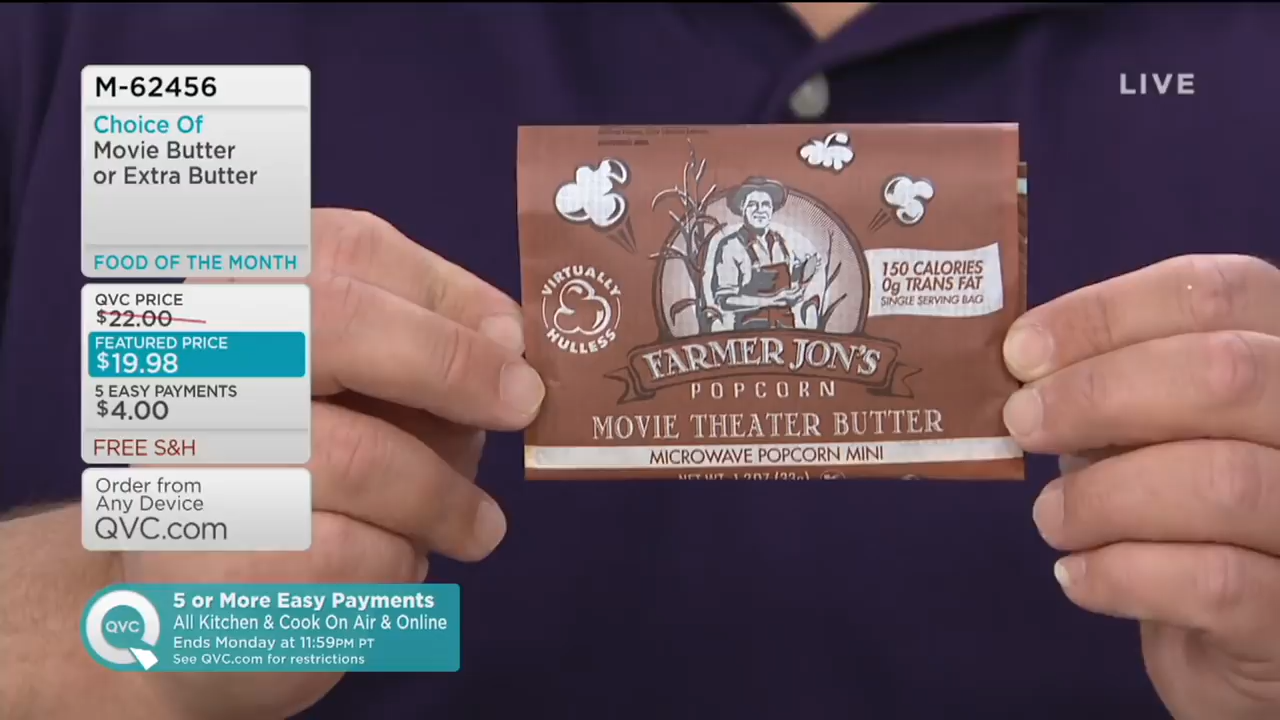 M-62456
Choice Of
Movie Butter
or Extra Butter
FOOD OF THE MONTH
QVC PRICE
$22.00
FEATURED PRICE
$19.98
5 EASY PAYMENTS
$4.00
FREE S&H
Order from
Any Device
QVC.com
QVC
5 or More Easy Payments
All Kitchen & Cook On Air & Online
Ends Monday at 11:59PM PT
See QVC.com for restrictions
LIVE
VIRTUALLY
HULLESS
150 CALORIES
0g TRANS FAT
SINGLE SERVING BAG
FARMER JON'S
POPCORN
MOVIE THEATER BUTTER
MICROWAVE POPCORN MINI
NET WT.